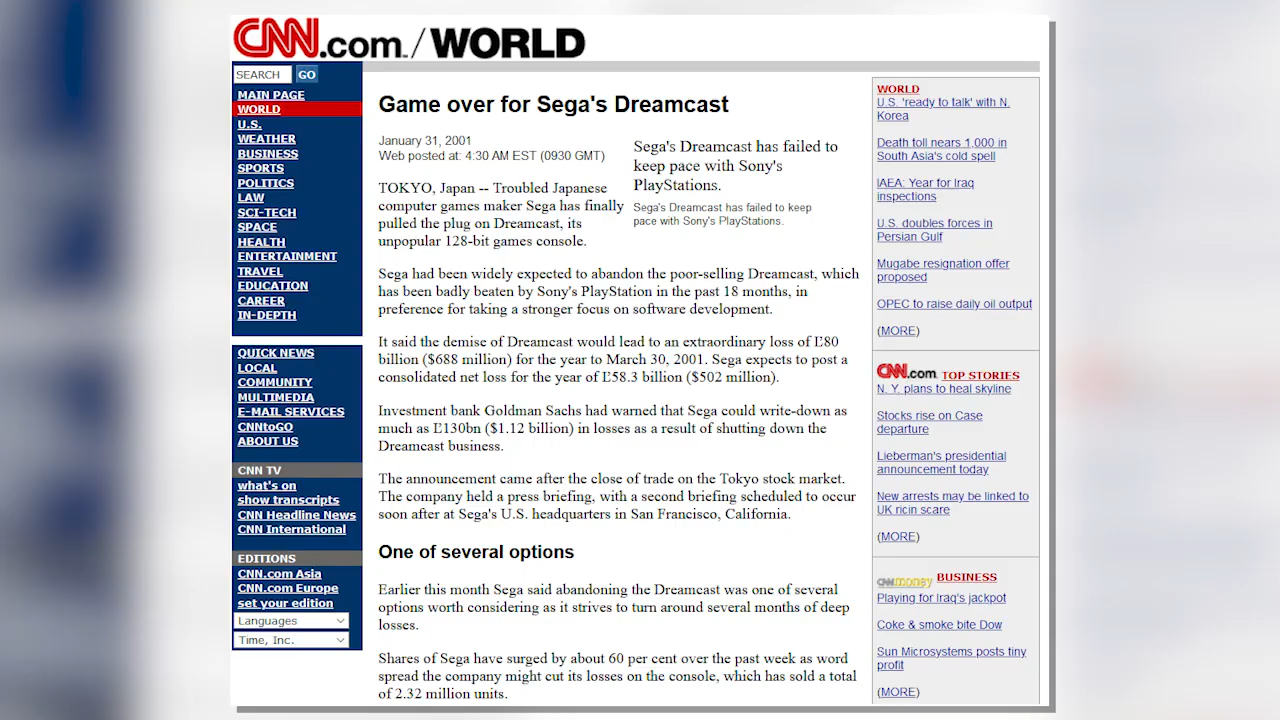 CNN.com / WORLD
SEARCH GO
MAIN PAGE
WORLD
U.S.
WEATHER
BUSINESS
SPORTS
POLITICS
LAW
SCI-TECH
SPACE
HEALTH
ENTERTAINMENT
TRAVEL
EDUCATION
CAREER
IN-DEPTH
QUICK NEWS
LOCAL
COMMUNITY
MULTIMEDIA
E-MAIL SERVICES
CNNtoGO
ABOUT US
CNN TV
what's on
show transcripts
CNN Headline News
CNN International
EDITIONS
CNN.com Asia
CNN.com Europe
set your edition
Languages
Time, Inc.
Game over for Sega's Dreamcast
January 31, 2001
Web posted at: 4:30 AM EST (0930 GMT)
Sega's Dreamcast has failed to
keep pace with Sony's
PlayStations.
Sega's Dreamcast has failed to keep
pace with Sony's PlayStations.
TOKYO, Japan -- Troubled Japanese
computer games maker Sega has finally
pulled the plug on Dreamcast, its
unpopular 128-bit games console.
Sega had been widely expected to abandon the poor-selling Dreamcast, which
has been badly beaten by Sony's PlayStation in the past 18 months, in
preference for taking a stronger focus on software development.
It said the demise of Dreamcast would lead to an extraordinary loss of £80
billion ($688 million) for the year to March 30, 2001. Sega expects to post a
consolidated net loss for the year of £58.3 billion ($502 million).
Investment bank Goldman Sachs had warned that Sega could write-down as
much as £130bn ($1.12 billion) in losses as a result of shutting down the
Dreamcast business.
The announcement came after the close of trade on the Tokyo stock market.
The company held a press briefing, with a second briefing scheduled to occur
soon after at Sega's U.S. headquarters in San Francisco, California.
One of several options
Earlier this month Sega said abandoning the Dreamcast was one of several
options worth considering as it strives to turn around several months of deep
losses.
Shares of Sega have surged by about 60 per cent over the past week as word
spread the company might cut its losses on the console, which has sold a total
of 2.32 million units.
WORLD
U.S. 'ready to talk' with N.
Korea
Death toll nears 1,000 in
South Asia's cold spell
IAEA: Year for Iraq
inspections
U.S. doubles forces in
Persian Gulf
Mugabe resignation offer
proposed
OPEC to raise daily oil output
(MORE)
CNN.com TOP STORIES
N. Y. plans to heal skyline
Stocks rise on Case
departure
Lieberman's presidential
announcement today
New arrests may be linked to
UK ricin scare
(MORE)
CNN money BUSINESS
Playing for Iraq's jackpot
Coke & smoke bite Dow
Sun Microsystems posts tiny
profit
(MORE)